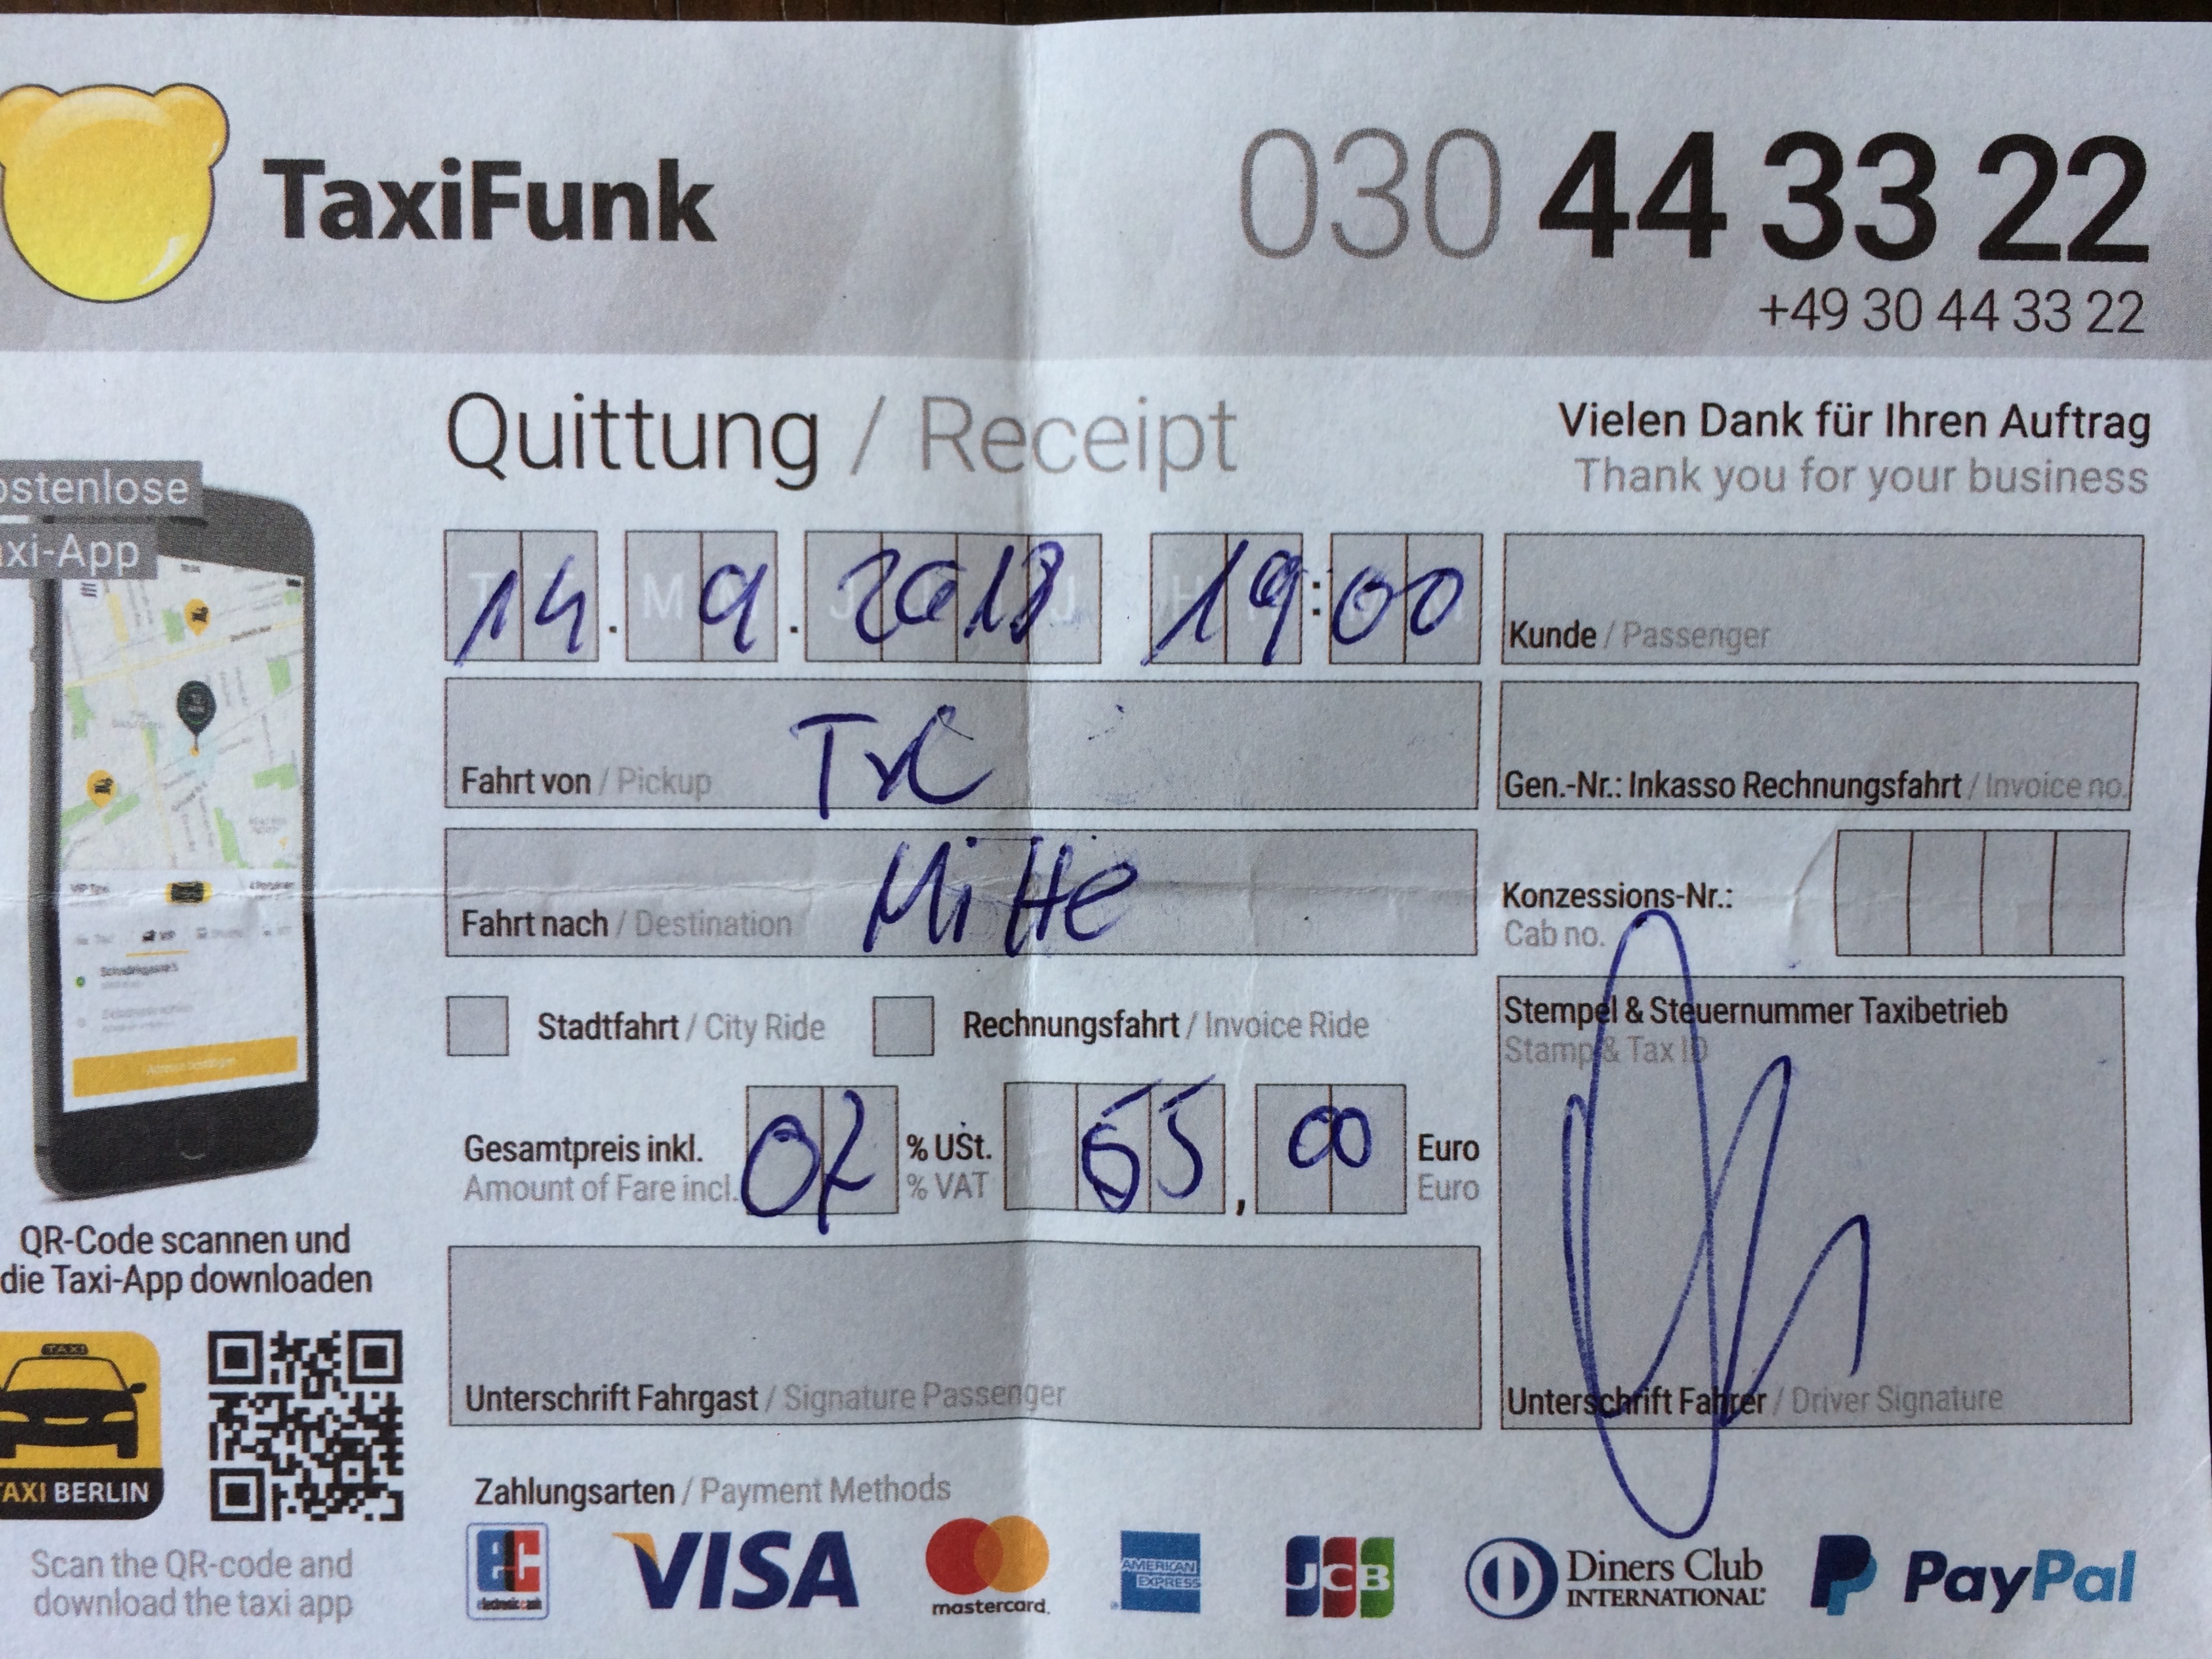 TaxiFunk
030 44 33 22
+49 30 44 33 22
Quittung / Receipt
Vielen Dank für Ihren Auftrag
Thank you for your business
ostenlose
xi-App
14. 9. 2018 19:00
Kunde / Passenger
Fahrt von / Pickup TXL
Gen.-Nr.: Inkasso Rechnungsfahrt / Invoice no.
Fahrt nach / Destination Mitte
Konzessions-Nr.:
Cab no.
Stadtfahrt / City Ride
Rechnungsfahrt / Invoice Ride
Stempel & Steuernummer Taxibetrieb
Stamp & Tax ID
Gesamtpreis inkl. 07 % USt. 65,00 Euro
Amount of Fare incl. % VAT Euro
QR-Code scannen und
die Taxi-App downloaden
Unterschrift Fahrgast / Signature Passenger
Unterschrift Fahrer / Driver Signature
TAXI
TAXI BERLIN
Scan the QR-code and
download the taxi app
Zahlungsarten / Payment Methods
ec
electronic cash
VISA
mastercard.
AMERICAN
EXPRESS
JCB
Diners Club
INTERNATIONAL
PayPal